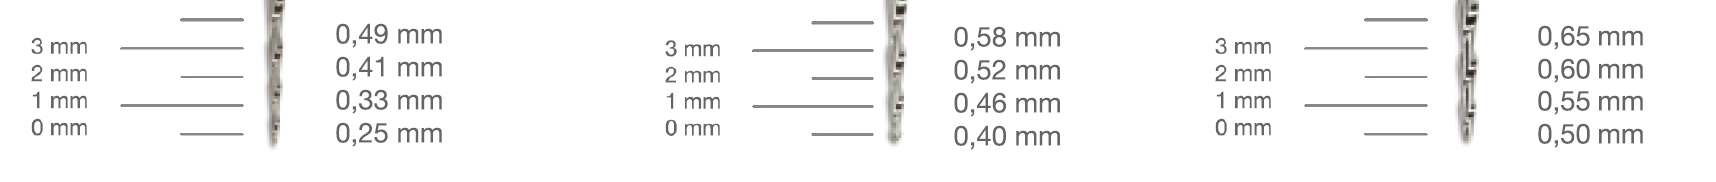 3 mm
2 mm
1 mm
0 mm
0,49 mm
0,41 mm
0,33 mm
0,25 mm
3 mm
2 mm
1 mm
0 mm
0,58 mm
0,52 mm
0,46 mm
0,40 mm
3 mm
2 mm
1 mm
0 mm
0,65 mm
0,60 mm
0,55 mm
0,50 mm